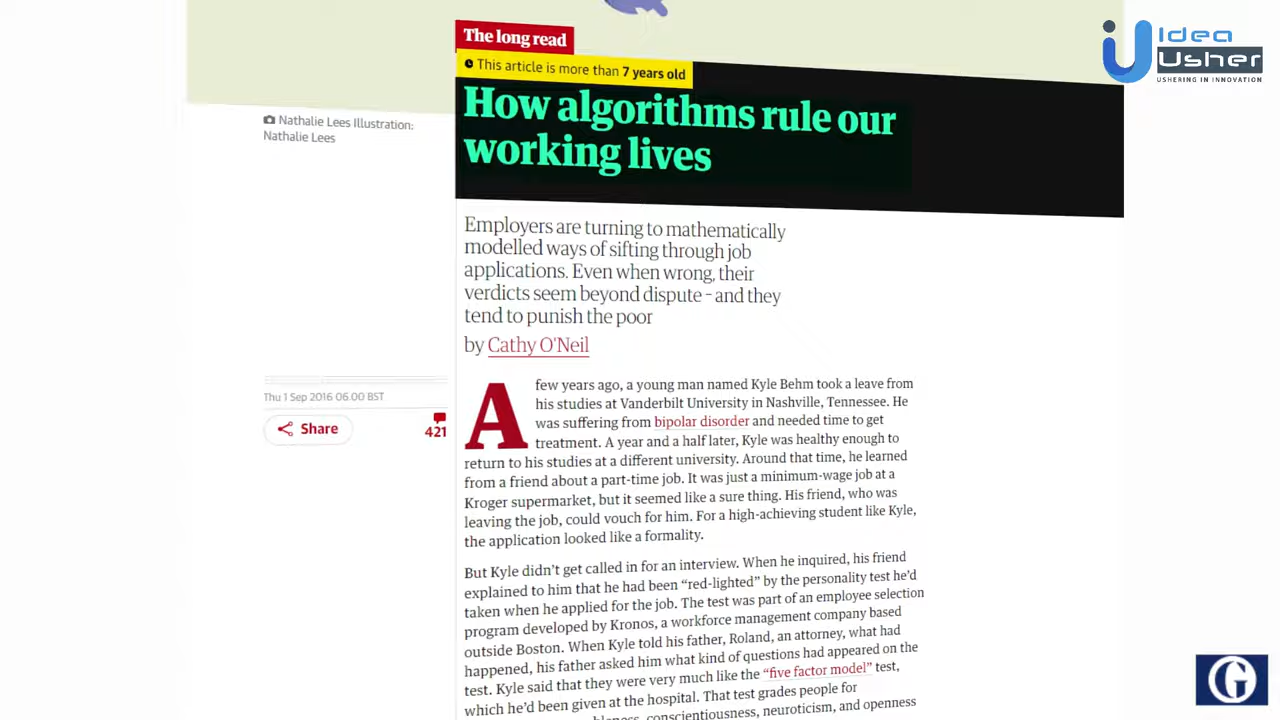 The long read
This article is more than 7 years old
How algorithms rule our
working lives
Idea
Usher
USHERING IN INNOVATION
Nathalie Lees Illustration:
Nathalie Lees
Employers are turning to mathematically
modelled ways of sifting through job
applications. Even when wrong, their
verdicts seem beyond dispute – and they
tend to punish the poor
by Cathy O'Neil
Thu 1 Sep 2016 06.00 BST
Share
421
A few years ago, a young man named Kyle Behm took a leave from
his studies at Vanderbilt University in Nashville, Tennessee. He
was suffering from bipolar disorder and needed time to get
treatment. A year and a half later, Kyle was healthy enough to
return to his studies at a different university. Around that time, he learned
from a friend about a part-time job. It was just a minimum-wage job at a
Kroger supermarket, but it seemed like a sure thing. His friend, who was
leaving the job, could vouch for him. For a high-achieving student like Kyle,
the application looked like a formality.
But Kyle didn't get called in for an interview. When he inquired, his friend
explained to him that he had been “red-lighted” by the personality test he'd
taken when he applied for the job. The test was part of an employee selection
program developed by Kronos, a workforce management company based
outside Boston. When Kyle told his father, Roland, an attorney, what had
happened, his father asked him what kind of questions had appeared on the
test. Kyle said that they were very much like the “five factor model” test,
which he'd been given at the hospital. That test grades people for
conscientiousness, neuroticism, and openness
G